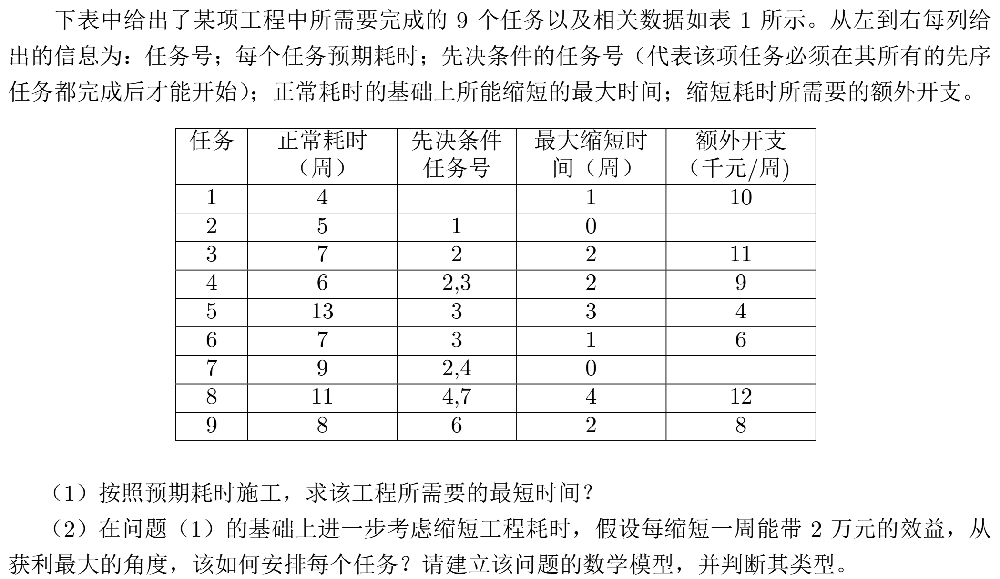 下表中给出了某项工程中所需要完成的 9 个任务以及相关数据如表 1 所示。从左到右每列给
出的信息为：任务号；每个任务预期耗时；先决条件的任务号（代表该项任务必须在其所有的先序
任务都完成后才能开始）；正常耗时的基础上所能缩短的最大时间；缩短耗时所需要的额外开支。
任务 正常耗时 先决条件 最大缩短时 额外开支
（周） 任务号 间（周） （千元/周)
1 4 1 10
2 5 1 0
3 7 2 2 11
4 6 2,3 2 9
5 13 3 3 4
6 7 3 1 6
7 9 2,4 0
8 11 4,7 4 12
9 8 6 2 8
（1）按照预期耗时施工，求该工程所需要的最短时间？
（2）在问题（1）的基础上进一步考虑缩短工程耗时，假设每缩短一周能带 2 万元的效益，从
获利最大的角度，该如何安排每个任务？请建立该问题的数学模型，并判断其类型。